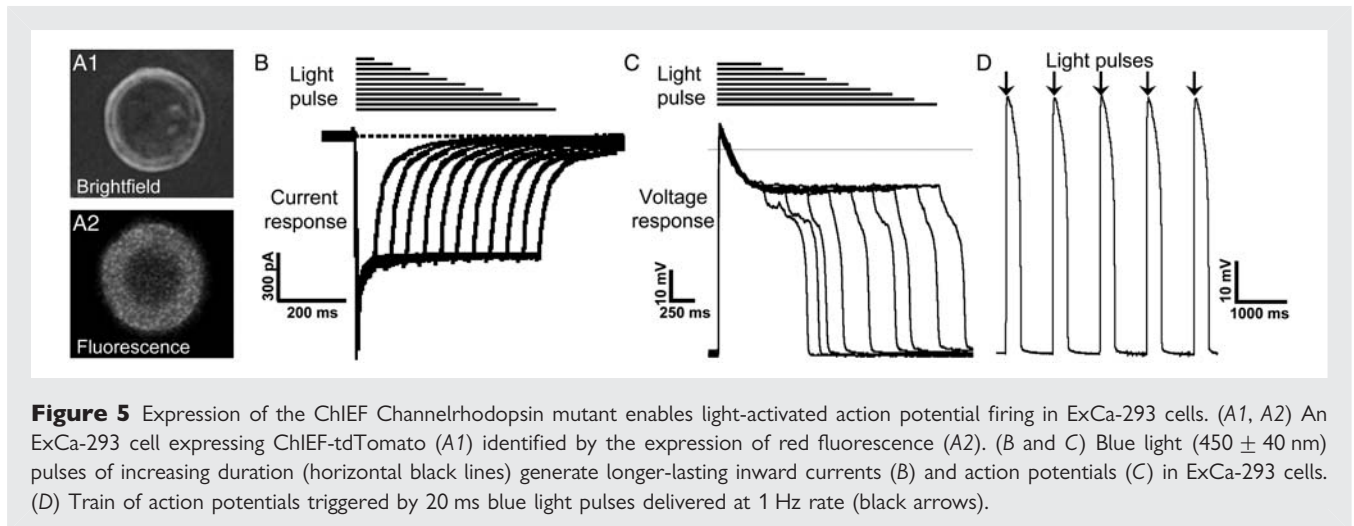 A1
Brightfield
A2
Fluorescence
B
Light
pulse
Current
response
300 pA
200 ms
C
Light
pulse
Voltage
response
10 mV
250 ms
D
Light pulses
10 mV
1000 ms
Figure 5 Expression of the ChIEF Channelrhodopsin mutant enables light-activated action potential firing in ExCa-293 cells. (A1, A2) An
ExCa-293 cell expressing ChIEF-tdTomato (A1) identified by the expression of red fluorescence (A2). (B and C) Blue light (450 ± 40 nm)
pulses of increasing duration (horizontal black lines) generate longer-lasting inward currents (B) and action potentials (C) in ExCa-293 cells.
(D) Train of action potentials triggered by 20 ms blue light pulses delivered at 1 Hz rate (black arrows).